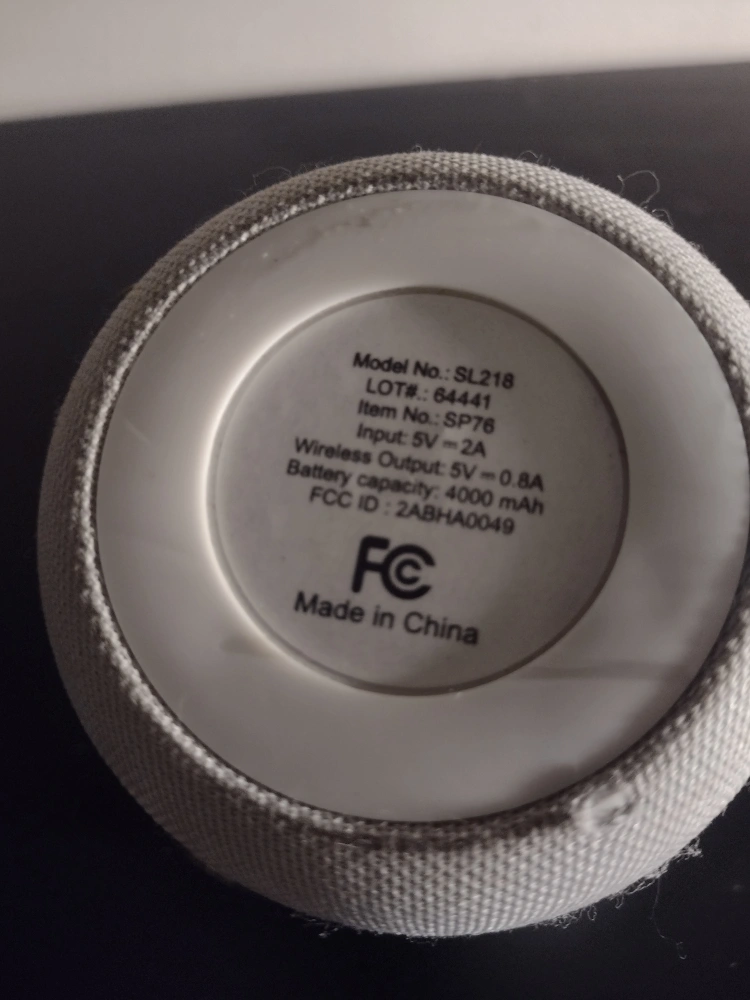 Model No.: SL218
LOT#.: 64441
Item No.: SP76
Input: 5V ⎓ 2A
Wireless Output: 5V ⎓ 0.8A
Battery capacity: 4000 mAh
FCC ID : 2ABHA0049
FC
Made in China